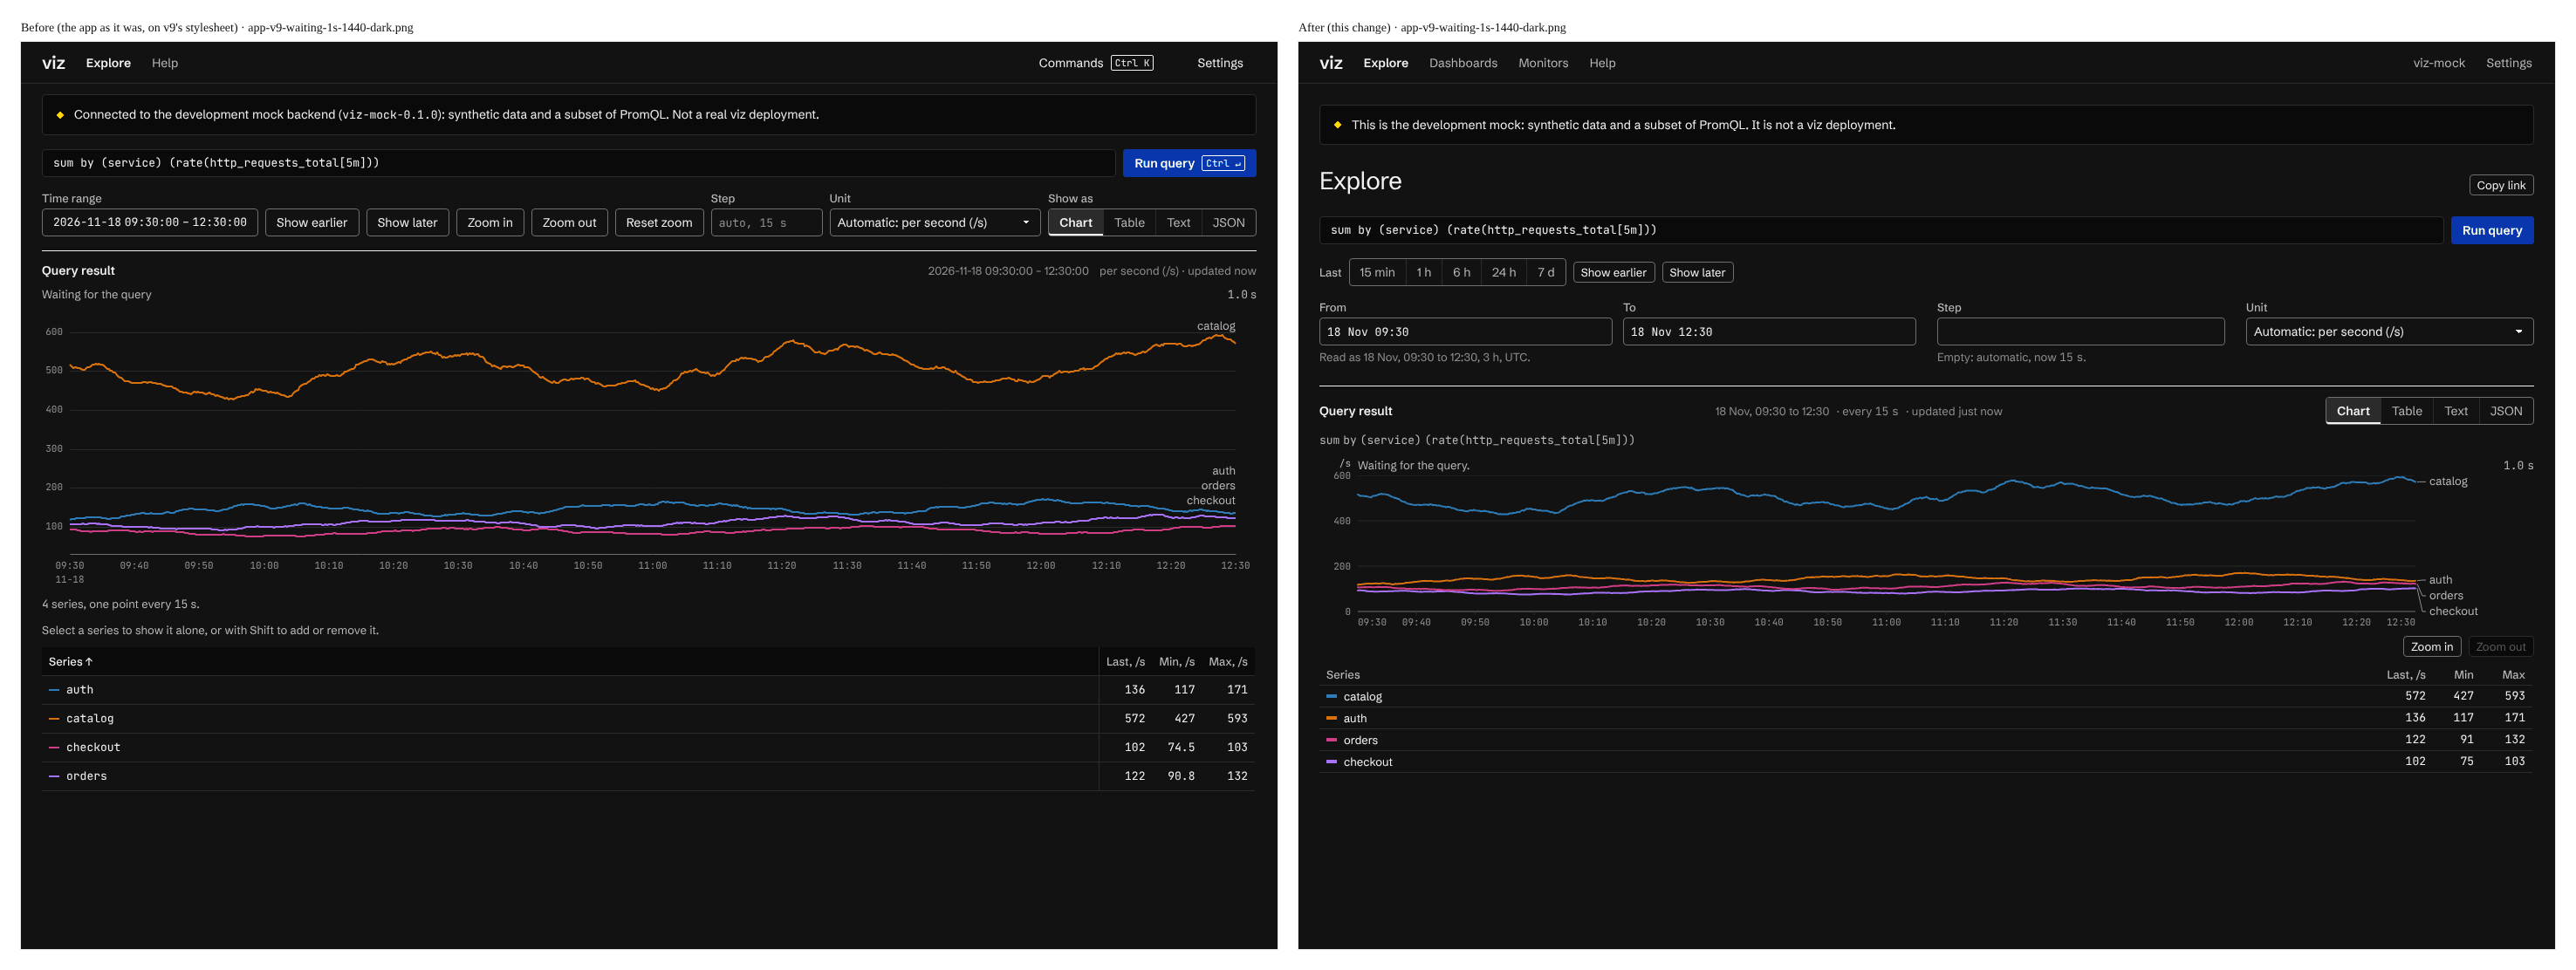 Before (the app as it was, on v9's stylesheet) · app-v9-waiting-1s-1440-dark.png
viz Explore Help Commands Ctrl K Settings
Connected to the development mock backend (viz-mock-0.1.0): synthetic data and a subset of PromQL. Not a real viz deployment.
sum by (service) (rate(http_requests_total[5m])) Run query Ctrl ↵
Time range Step Unit Show as
2026-11-18 09:30:00 – 12:30:00 Show earlier Show later Zoom in Zoom out Reset zoom auto, 15 s Automatic: per second (/s) Chart Table Text JSON
Query result 2026-11-18 09:30:00 – 12:30:00 per second (/s) · updated now
Waiting for the query 1.0 s
catalog
600
500
400
300
auth
200 orders
checkout
100
09:30 09:40 09:50 10:00 10:10 10:20 10:30 10:40 10:50 11:00 11:10 11:20 11:30 11:40 11:50 12:00 12:10 12:20 12:30
11-18
4 series, one point every 15 s.
Select a series to show it alone, or with Shift to add or remove it.
Series ↑ Last, /s Min, /s Max, /s
auth 136 117 171
catalog 572 427 593
checkout 102 74.5 103
orders 122 90.8 132
After (this change) · app-v9-waiting-1s-1440-dark.png
viz Explore Dashboards Monitors Help viz-mock Settings
This is the development mock: synthetic data and a subset of PromQL. It is not a viz deployment.
Explore Copy link
sum by (service) (rate(http_requests_total[5m])) Run query
Last 15 min 1 h 6 h 24 h 7 d Show earlier Show later
From To Step Unit
18 Nov 09:30 18 Nov 12:30 Automatic: per second (/s)
Read as 18 Nov, 09:30 to 12:30, 3 h, UTC. Empty: automatic, now 15 s.
Query result 18 Nov, 09:30 to 12:30 · every 15 s · updated just now Chart Table Text JSON
sum by (service) (rate(http_requests_total[5m]))
/s Waiting for the query. 1.0 s
600 catalog
400
200
auth
orders
0 checkout
09:30 09:40 09:50 10:00 10:10 10:20 10:30 10:40 10:50 11:00 11:10 11:20 11:30 11:40 11:50 12:00 12:10 12:20 12:30
Zoom in Zoom out
Series Last, /s Min Max
catalog 572 427 593
auth 136 117 171
orders 122 91 132
checkout 102 75 103